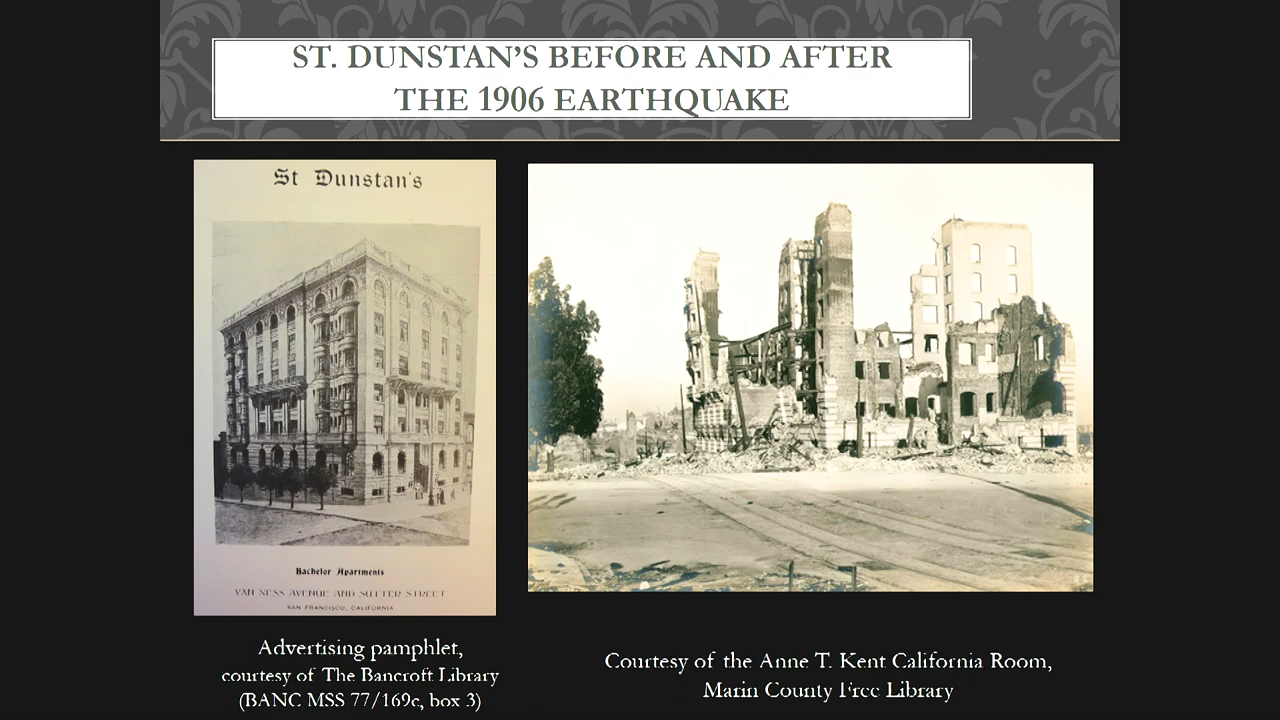 ST. DUNSTAN'S BEFORE AND AFTER
THE 1906 EARTHQUAKE
St Dunstan's
Bachelor Apartments
VAN NESS AVENUE AND SUTTER STREET
SAN FRANCISCO, CALIFORNIA
Advertising pamphlet,
courtesy of The Bancroft Library
(BANC MSS 77/169c, box 3)
Courtesy of the Anne T. Kent California Room,
Marin County Free Library